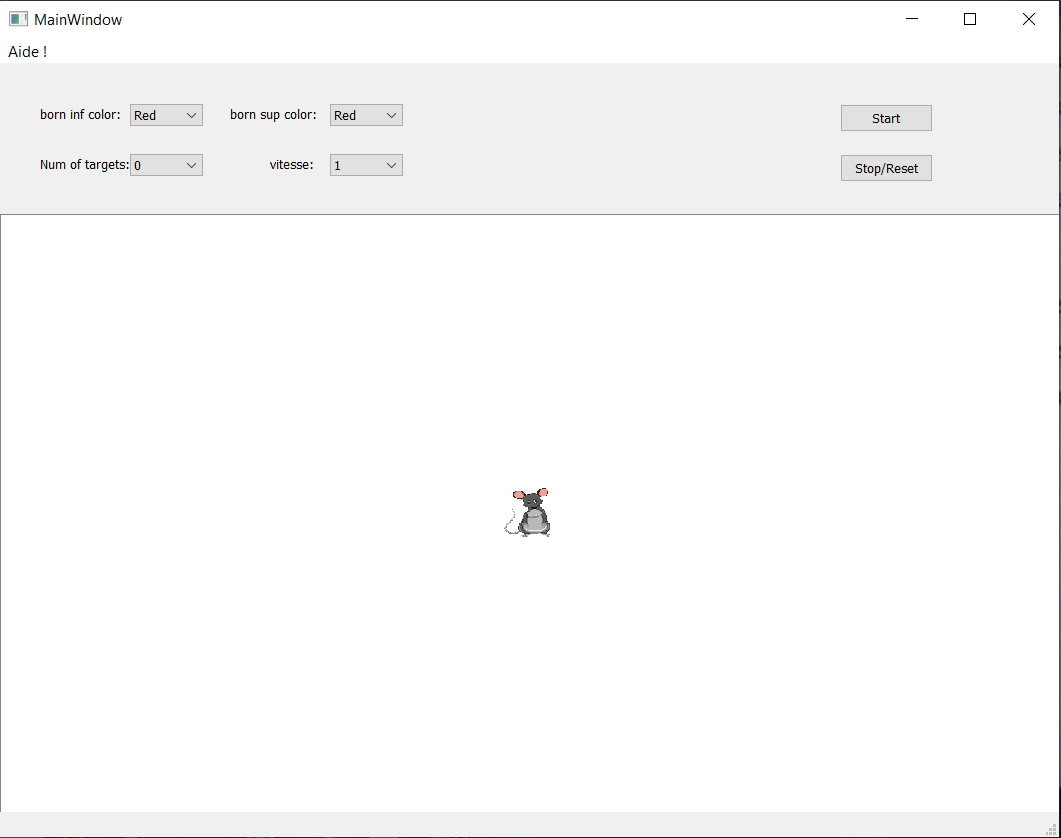 MainWindow
Aide !
born inf color: Red born sup color: Red Start
Num of targets: 0 vitesse: 1 Stop/Reset